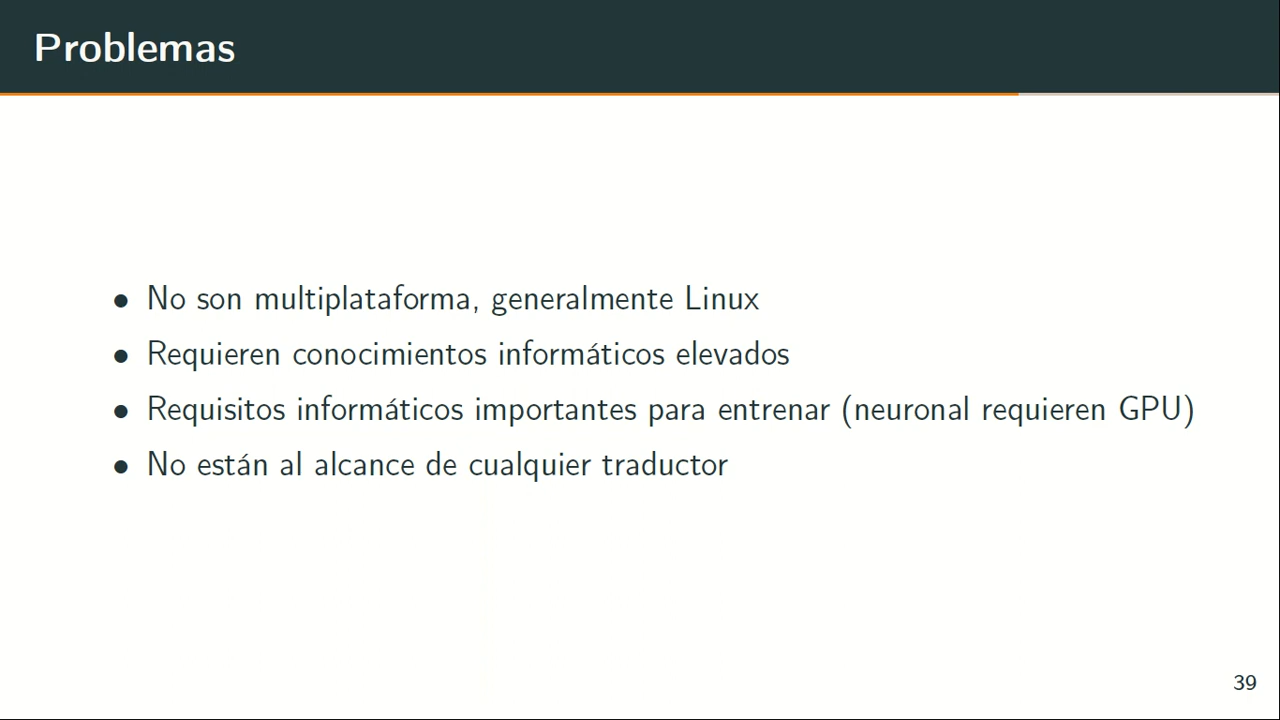 Problemas
• No son multiplataforma, generalmente Linux
• Requieren conocimientos informáticos elevados
• Requisitos informáticos importantes para entrenar (neuronal requieren GPU)
• No están al alcance de cualquier traductor
39